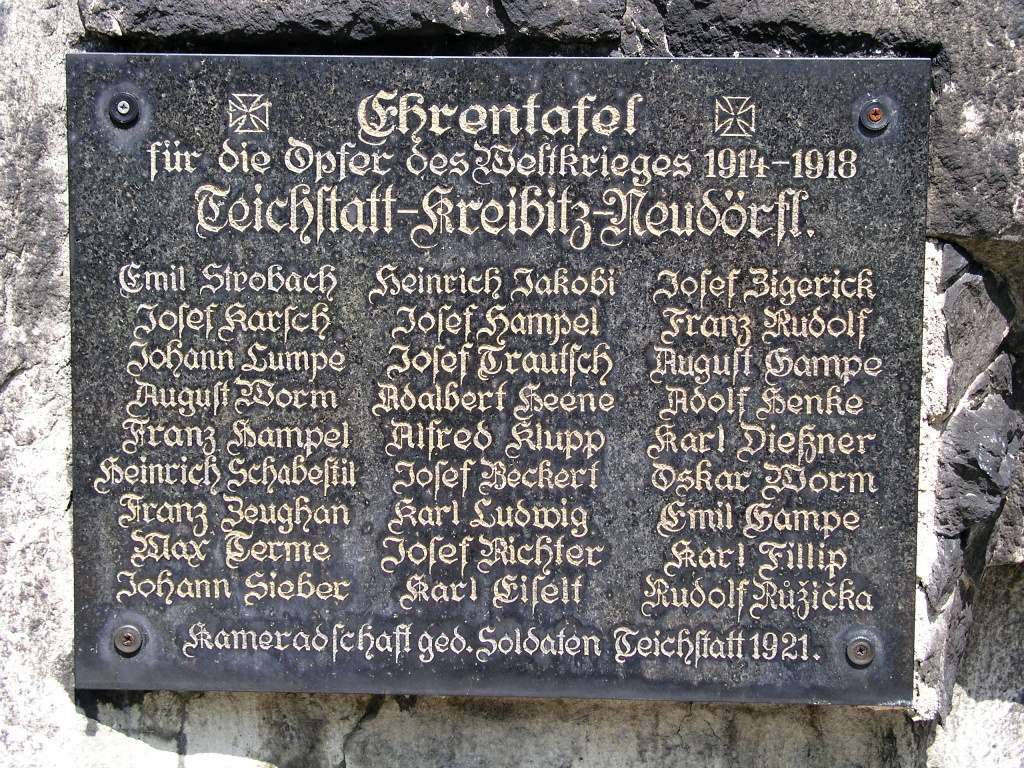 Ehrentafel
für die Opfer des Weltkrieges 1914-1918
Teichstatt-Kreibitz-Neudörfl.
Emil Strobach Heinrich Jakobi Josef Zigerick
Josef Karsch Josef Hampel Franz Rudolf
Johann Lumpe Josef Trautsch August Hampe
August Worm Adalbert Heene Adolf Henke
Franz Hampel Alfred Klupp Karl Dießner
Heinrich Schabestil Josef Beckert Oskar Worm
Franz Zeughan Karl Ludwig Emil Hampe
Max Terme Josef Richter Karl Fillip
Johann Sieber Karl Eiselt Rudolf Růžička
Kameradschaft ged. Soldaten Teichstatt 1921.